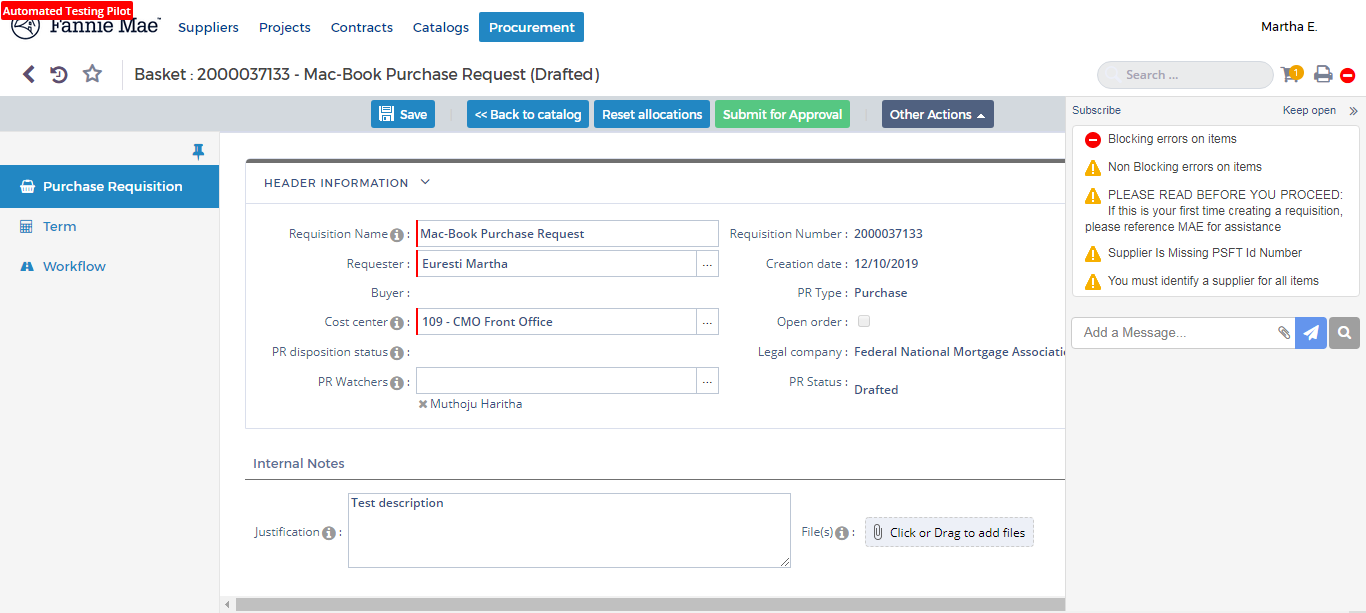 Automated Testing Pilot
Fannie Mae™
Suppliers Projects Contracts Catalogs Procurement
Martha E.
Basket : 2000037133 - Mac-Book Purchase Request (Drafted)
Search ...
1
Save
<< Back to catalog
Reset allocations
Submit for Approval
Other Actions
Subscribe
Keep open »
Blocking errors on items
Non Blocking errors on items
PLEASE READ BEFORE YOU PROCEED:
If this is your first time creating a requisition,
please reference MAE for assistance
Supplier Is Missing PSFT Id Number
You must identify a supplier for all items
Add a Message...
Purchase Requisition
Term
Workflow
HEADER INFORMATION
Requisition Name : Mac-Book Purchase Request
Requisition Number : 2000037133
Requester : Euresti Martha ...
Creation date : 12/10/2019
Buyer :
PR Type : Purchase
Cost center : 109 - CMO Front Office ...
Open order :
PR disposition status :
Legal company : Federal National Mortgage Associati
PR Watchers : ...
PR Status : Drafted
Muthoju Haritha
Internal Notes
Justification : Test description
File(s) : Click or Drag to add files